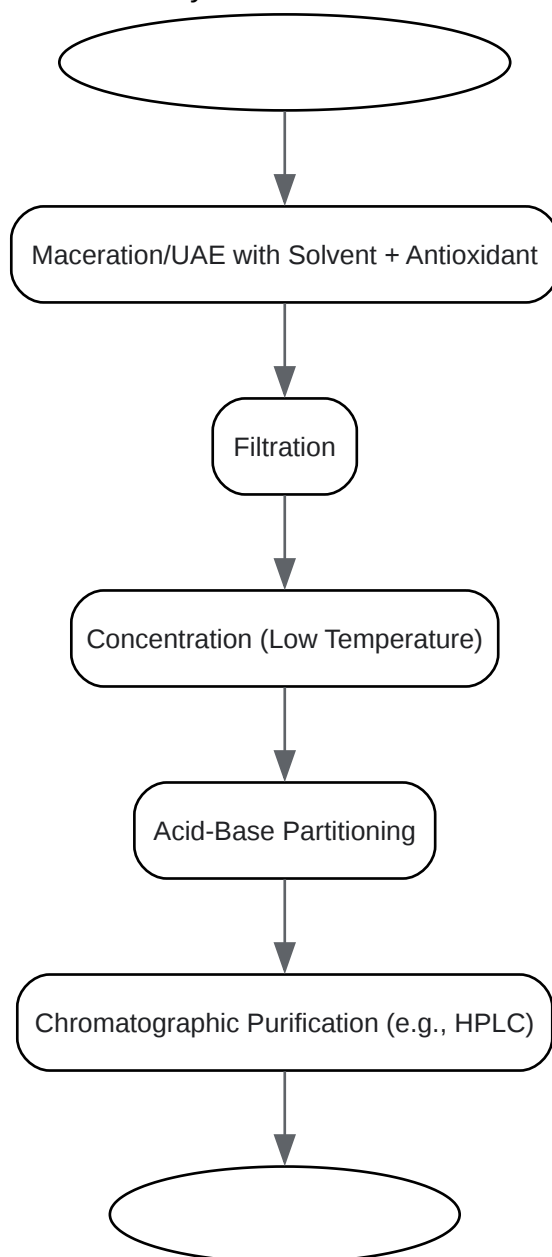 Maceration/UAE with Solvent + Antioxidant
Filtration
Concentration (Low Temperature)
Acid-Base Partitioning
Chromatographic Purification (e.g., HPLC)